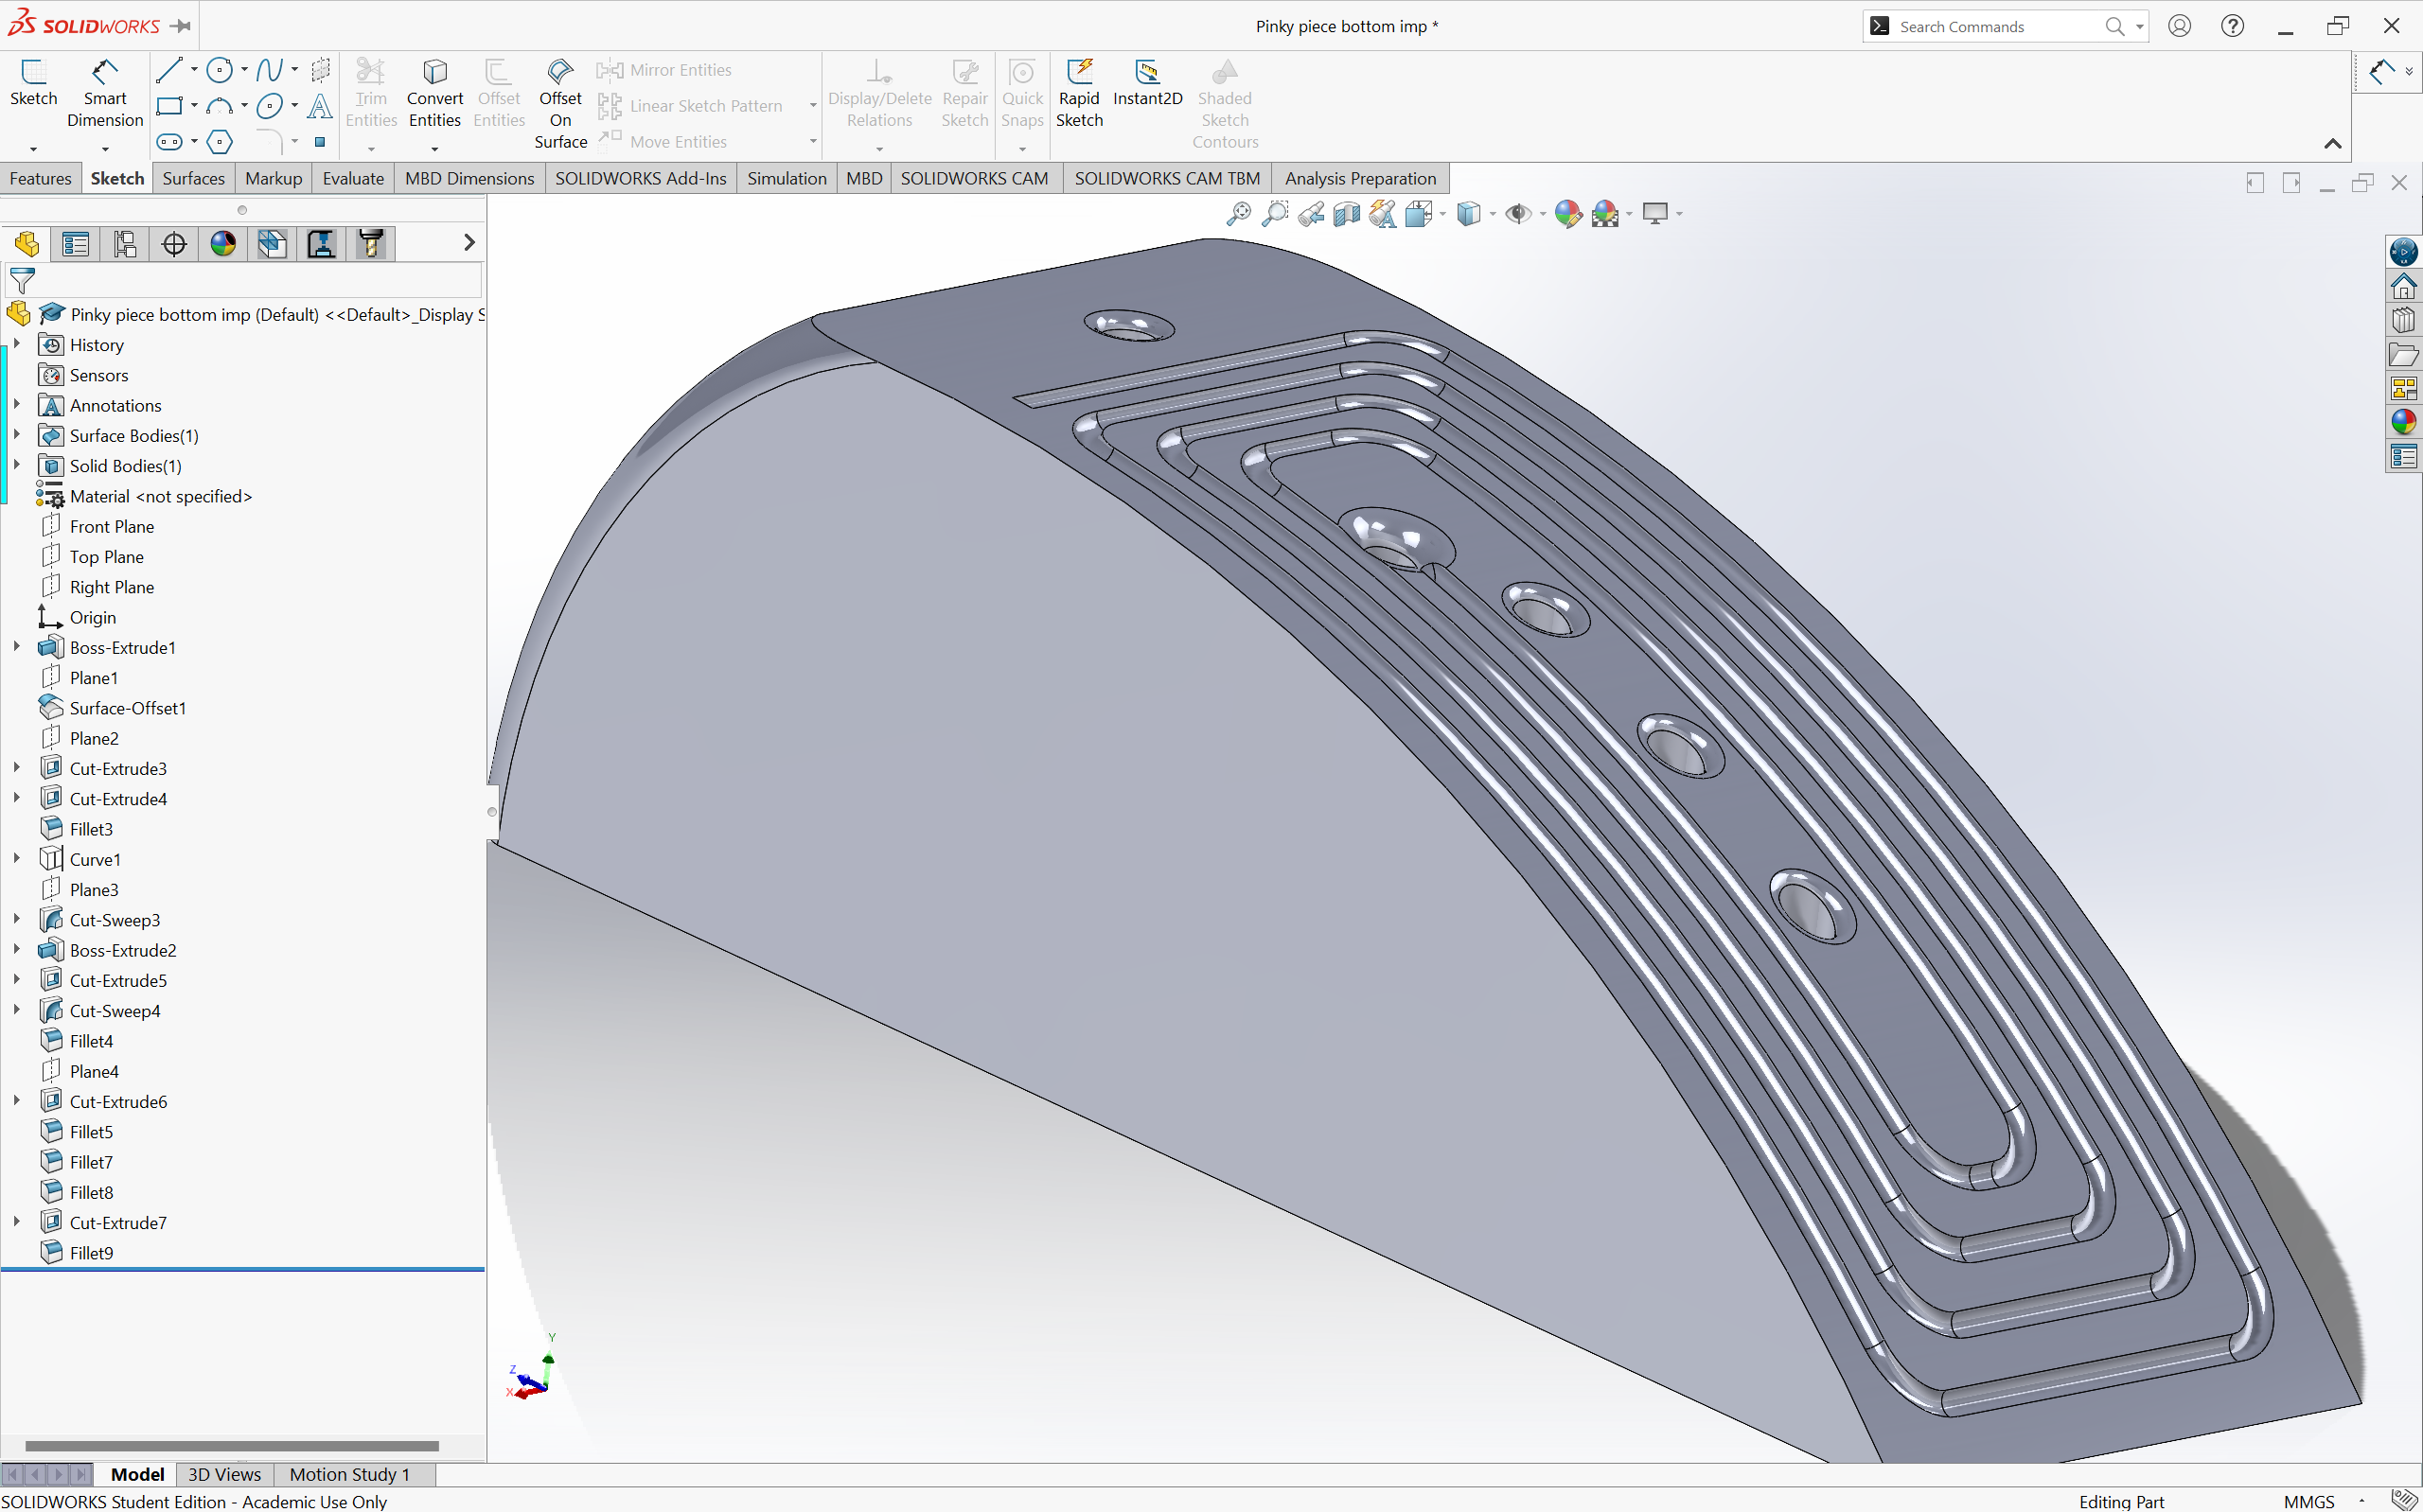 SOLIDWORKS
Pinky piece bottom imp *
Search Commands
Sketch
Smart Dimension
Trim Entities
Convert Entities
Offset Entities
Offset On Surface
Mirror Entities
Linear Sketch Pattern
Move Entities
Display/Delete Relations
Repair Sketch
Quick Snaps
Rapid Sketch
Instant2D
Shaded Sketch Contours
Features
Sketch
Surfaces
Markup
Evaluate
MBD Dimensions
SOLIDWORKS Add-Ins
Simulation
MBD
SOLIDWORKS CAM
SOLIDWORKS CAM TBM
Analysis Preparation
Pinky piece bottom imp (Default) <<Default>_Display S
History
Sensors
Annotations
Surface Bodies(1)
Solid Bodies(1)
Material <not specified>
Front Plane
Top Plane
Right Plane
Origin
Boss-Extrude1
Plane1
Surface-Offset1
Plane2
Cut-Extrude3
Cut-Extrude4
Fillet3
Curve1
Plane3
Cut-Sweep3
Boss-Extrude2
Cut-Extrude5
Cut-Sweep4
Fillet4
Plane4
Cut-Extrude6
Fillet5
Fillet7
Fillet8
Cut-Extrude7
Fillet9
Y
Z
X
Model
3D Views
Motion Study 1
SOLIDWORKS Student Edition - Academic Use Only
Editing Part
MMGS